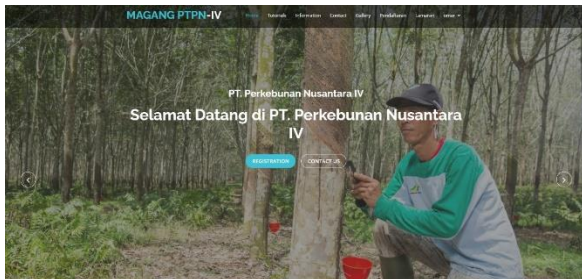 MAGANG PTPN-IV
Home Tutorials Information Contact Gallery Pendaftaran Lamaran
PT. Perkebunan Nusantara IV
Selamat Datang di PT. Perkebunan Nusantara
IV
REGISTRATION CONTACT US